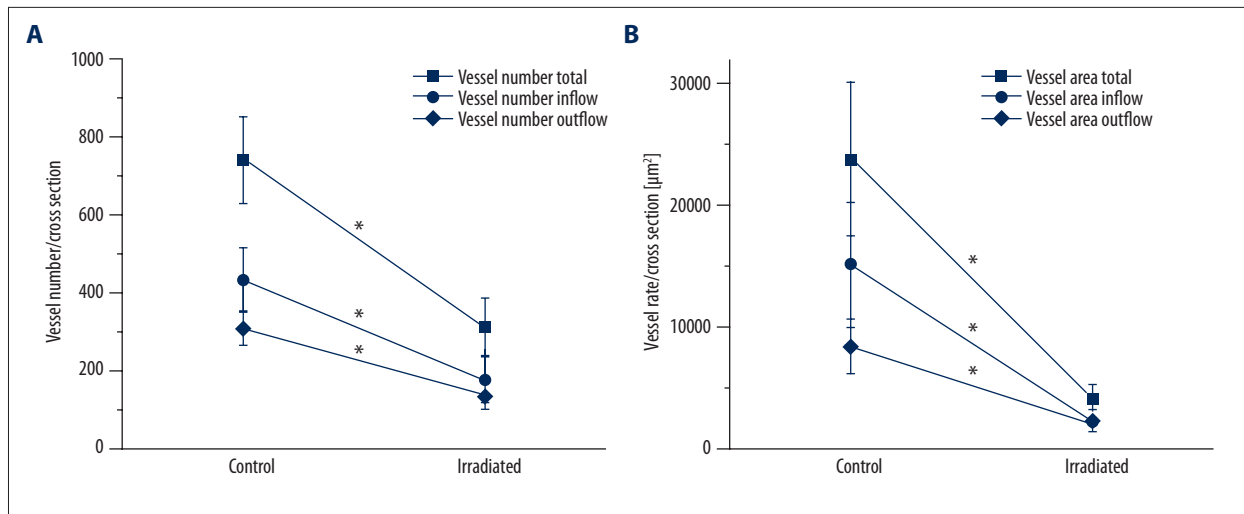 A
Vessel number/cross section
1000
800
600
400
200
0
Vessel number total
Vessel number inflow
Vessel number outflow
*
*
*
Control
Irradiated
B
Vessel rate/cross section [µm²]
30000
20000
10000
0
Vessel area total
Vessel area inflow
Vessel area outflow
*
*
*
Control
Irradiated